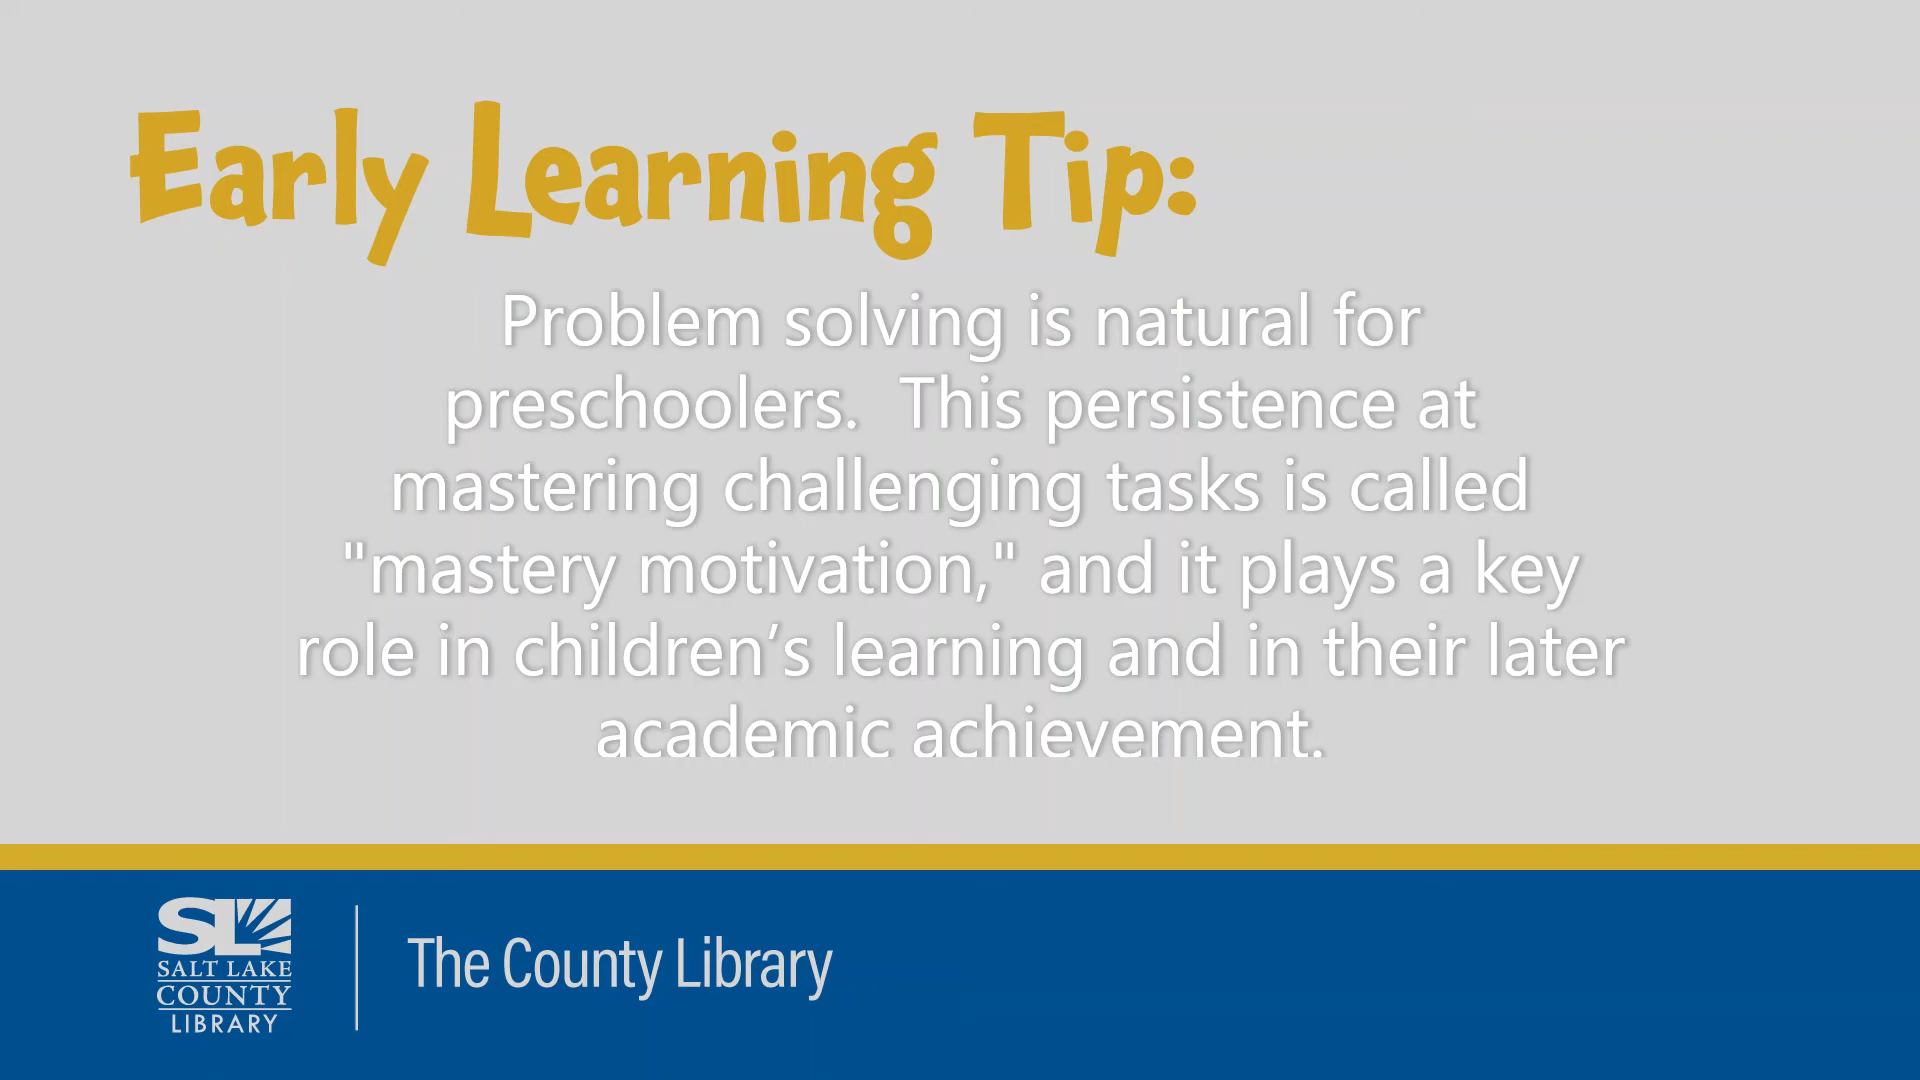 Early Learning Tip:
Problem solving is natural for
preschoolers.  This persistence at
mastering challenging tasks is called
"mastery motivation," and it plays a key
role in children’s learning and in their later
academic achievement.
SL
SALT LAKE
COUNTY
LIBRARY
The County Library